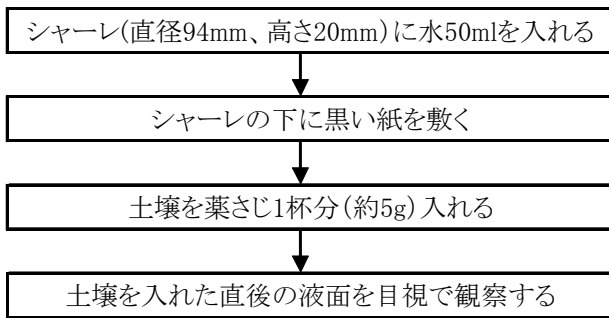 シャーレ(直径94mm、高さ20mm)に水50mlを入れる
シャーレの下に黒い紙を敷く
土壌を薬さじ1杯分(約5g)入れる
土壌を入れた直後の液面を目視で観察する